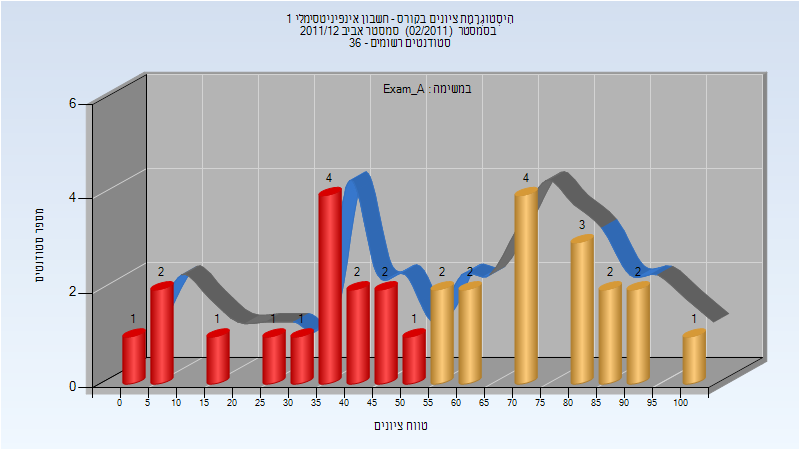 היסטוגרמת ציונים בקורס - חשבון אינפיניטסימלי 1
בסמסטר (02/2011) סמסטר אביב 2011/12
סטודנטים רשומים - 36
במשימה : Exam_A
מספר סטודנטים
6
4
2
0
1 2 1 1 1 4 2 2 1 2 2 4 3 2 2 1
0 5 10 15 20 25 30 35 40 45 50 55 60 65 70 75 80 85 90 95 100
טווח ציונים